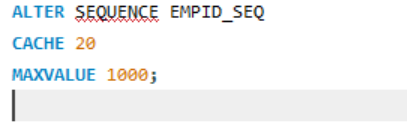 ALTER SEQUENCE EMPID_SEQ
CACHE 20
MAXVALUE 1000;